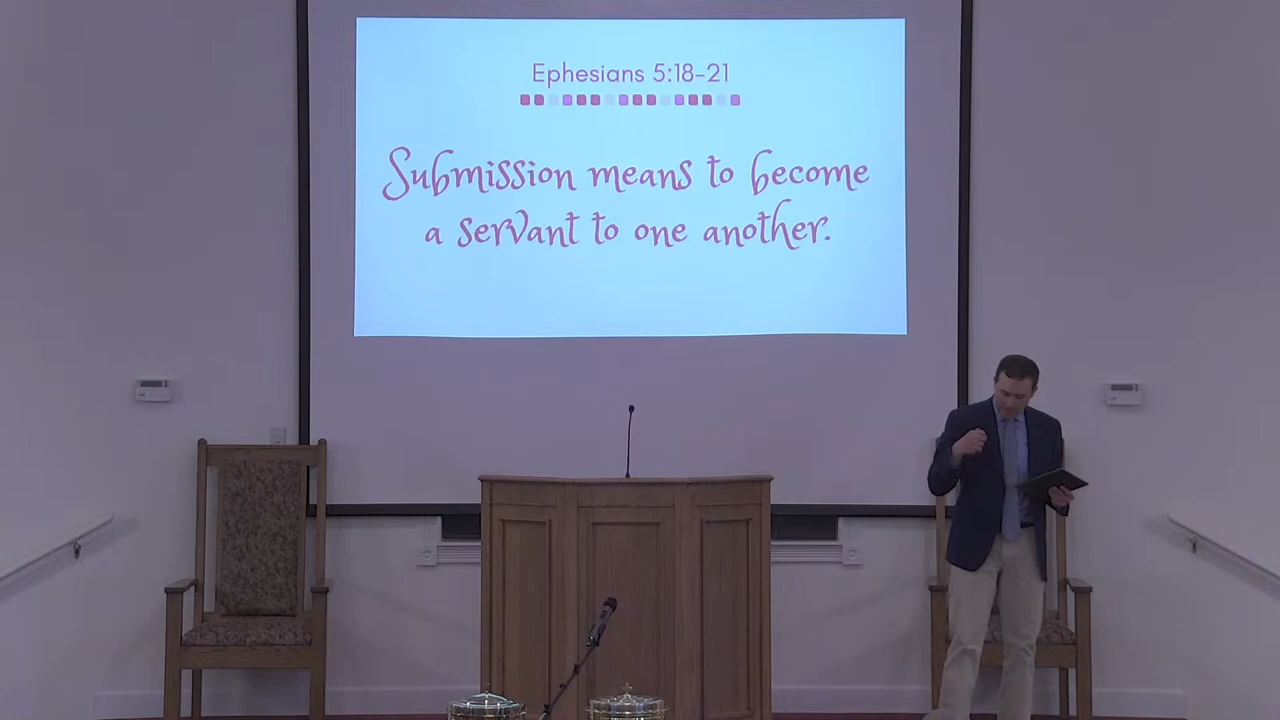 Ephesians 5:18-21
Submission means to become
a servant to one another.